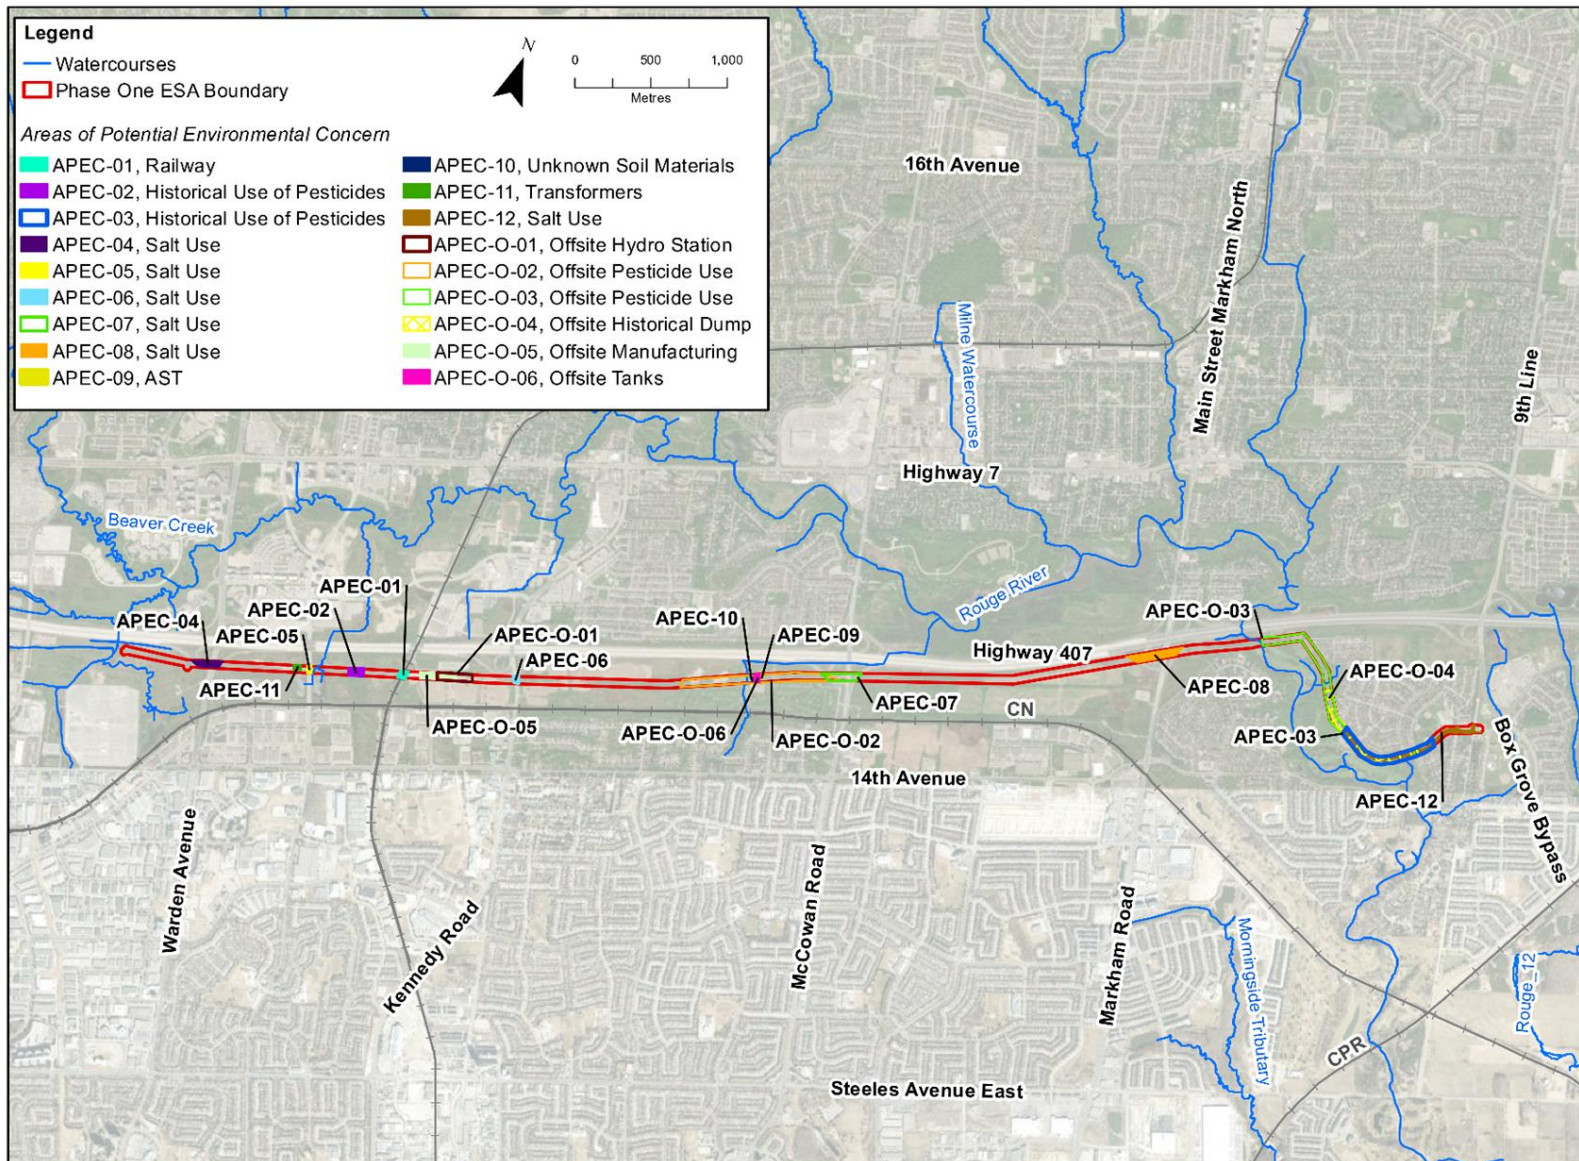 Legend
Watercourses
Phase One ESA Boundary
N
0 500 1,000
Metres
Areas of Potential Environmental Concern
APEC-01, Railway
APEC-02, Historical Use of Pesticides
APEC-03, Historical Use of Pesticides
APEC-04, Salt Use
APEC-05, Salt Use
APEC-06, Salt Use
APEC-07, Salt Use
APEC-08, Salt Use
APEC-09, AST
APEC-10, Unknown Soil Materials
APEC-11, Transformers
APEC-12, Salt Use
APEC-O-01, Offsite Hydro Station
APEC-O-02, Offsite Pesticide Use
APEC-O-03, Offsite Pesticide Use
APEC-O-04, Offsite Historical Dump
APEC-O-05, Offsite Manufacturing
APEC-O-06, Offsite Tanks
16th Avenue
Main Street Markham North
Milne Watercourse
9th Line
Highway 7
Beaver Creek
Rouge River
APEC-01
APEC-02
APEC-04
APEC-05
APEC-11
APEC-O-01
APEC-06
APEC-O-05
APEC-10
APEC-09
APEC-O-06
APEC-O-02
APEC-07
Highway 407
APEC-08
APEC-O-03
APEC-O-04
APEC-03
APEC-12
CN
14th Avenue
Box Grove Bypass
Warden Avenue
Kennedy Road
McCowan Road
Markham Road
Morningside Tributary
Rouge_12
CPR
Steeles Avenue East